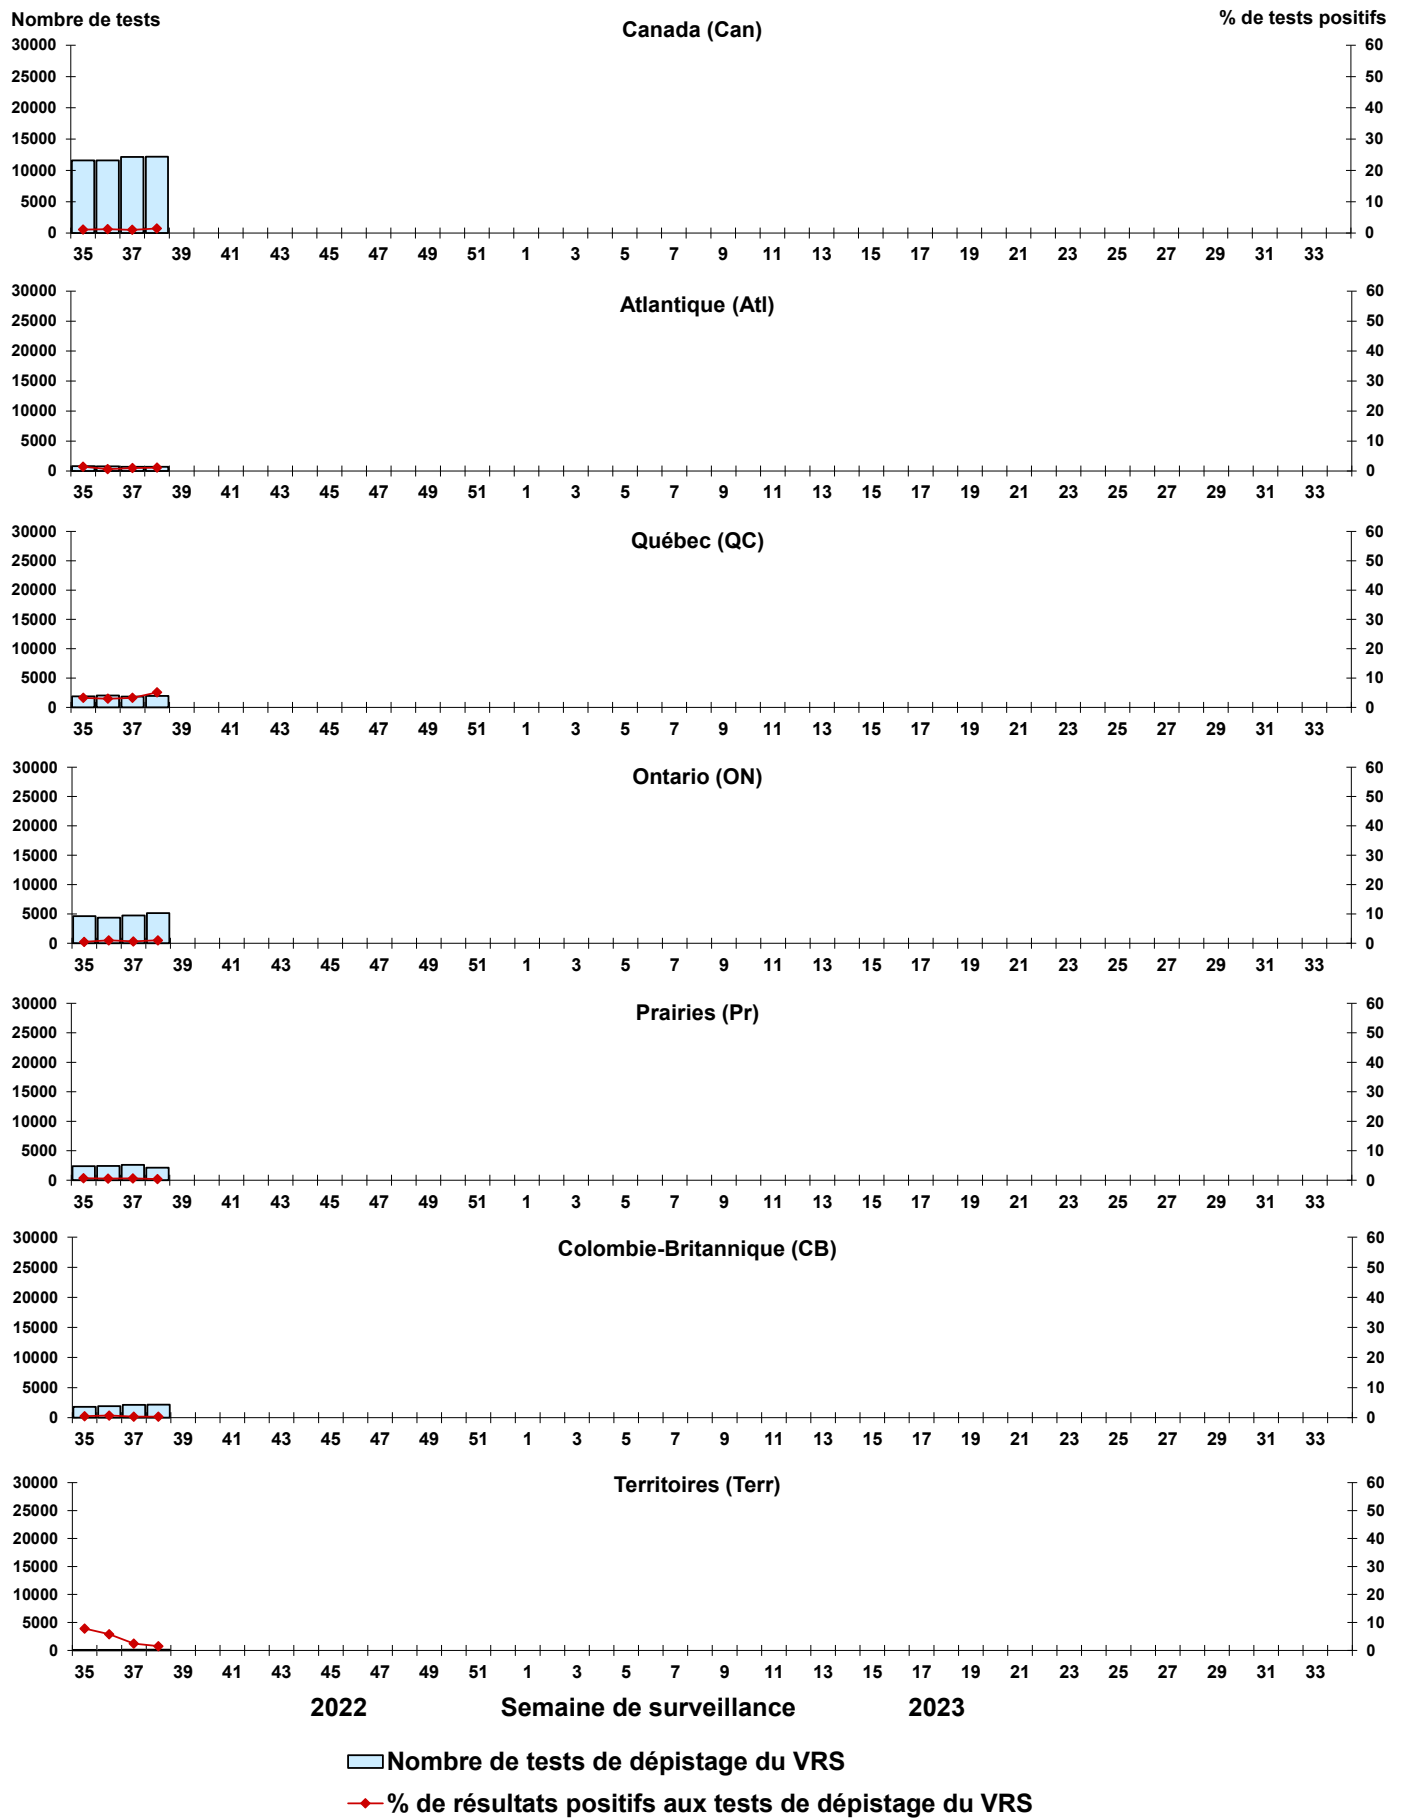 Nombre de tests % de tests positifs
Canada (Can)
30000 60
25000 50
20000 40
15000 30
10000 20
5000 10
0 0
35 37 39 41 43 45 47 49 51 1 3 5 7 9 11 13 15 17 19 21 23 25 27 29 31 33
Atlantique (Atl)
30000 60
25000 50
20000 40
15000 30
10000 20
5000 10
0 0
35 37 39 41 43 45 47 49 51 1 3 5 7 9 11 13 15 17 19 21 23 25 27 29 31 33
Québec (QC)
30000 60
25000 50
20000 40
15000 30
10000 20
5000 10
0 0
35 37 39 41 43 45 47 49 51 1 3 5 7 9 11 13 15 17 19 21 23 25 27 29 31 33
Ontario (ON)
30000 60
25000 50
20000 40
15000 30
10000 20
5000 10
0 0
35 37 39 41 43 45 47 49 51 1 3 5 7 9 11 13 15 17 19 21 23 25 27 29 31 33
Prairies (Pr)
30000 60
25000 50
20000 40
15000 30
10000 20
5000 10
0 0
35 37 39 41 43 45 47 49 51 1 3 5 7 9 11 13 15 17 19 21 23 25 27 29 31 33
Colombie-Britannique (CB)
30000 60
25000 50
20000 40
15000 30
10000 20
5000 10
0 0
35 37 39 41 43 45 47 49 51 1 3 5 7 9 11 13 15 17 19 21 23 25 27 29 31 33
Territoires (Terr)
30000 60
25000 50
20000 40
15000 30
10000 20
5000 10
0 0
35 37 39 41 43 45 47 49 51 1 3 5 7 9 11 13 15 17 19 21 23 25 27 29 31 33
2022 Semaine de surveillance 2023
Nombre de tests de dépistage du VRS
% de résultats positifs aux tests de dépistage du VRS